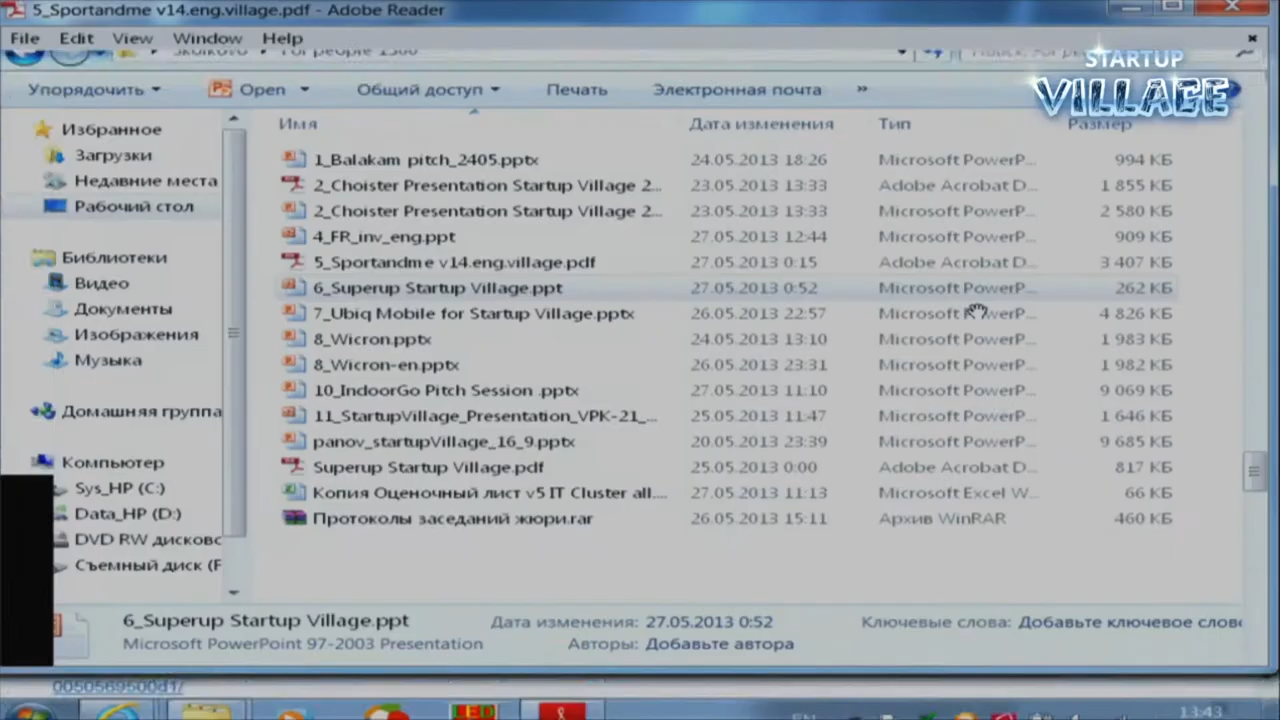 5_Sportandme v14.eng.village.pdf - Adobe Reader
File Edit View Window Help
STARTUP
VILLAGE
Упорядочить Open Общий доступ Печать Электронная почта »
Имя Дата изменения Тип Размер
Избранное
Загрузки
Недавние места
Рабочий стол
Библиотеки
Видео
Документы
Изображения
Музыка
Домашняя группа
Компьютер
Sys_HP (C:)
Data_HP (D:)
DVD RW дисковс
Съемный диск (F
1_Balakam pitch_2405.pptx 24.05.2013 18:26 Microsoft PowerP... 994 КБ
2_Choister Presentation Startup Village 2... 23.05.2013 13:33 Adobe Acrobat D... 1 855 КБ
2_Choister Presentation Startup Village 2... 23.05.2013 13:33 Microsoft PowerP... 2 580 КБ
4_FR_inv_eng.ppt 27.05.2013 12:44 Microsoft PowerP... 909 КБ
5_Sportandme v14.eng.village.pdf 27.05.2013 0:15 Adobe Acrobat D... 3 407 КБ
6_Superup Startup Village.ppt 27.05.2013 0:52 Microsoft PowerP... 262 КБ
7_Ubiq Mobile for Startup Village.pptx 26.05.2013 22:57 Microsoft PowerP... 4 826 КБ
8_Wicron.pptx 24.05.2013 13:10 Microsoft PowerP... 1 983 КБ
8_Wicron-en.pptx 26.05.2013 23:31 Microsoft PowerP... 1 982 КБ
10_IndoorGo Pitch Session .pptx 27.05.2013 11:10 Microsoft PowerP... 9 069 КБ
11_StartupVillage_Presentation_VPK-21_... 25.05.2013 11:47 Microsoft PowerP... 1 646 КБ
panov_startupVillage_16_9.pptx 20.05.2013 23:39 Microsoft PowerP... 9 685 КБ
Superup Startup Village.pdf 25.05.2013 0:00 Adobe Acrobat D... 817 КБ
Копия Оценочный лист v5 IT Cluster all.... 27.05.2013 11:13 Microsoft Excel W... 66 КБ
Протоколы заседаний жюри.rar 26.05.2013 15:11 Архив WinRAR 460 КБ
6_Superup Startup Village.ppt Дата изменения: 27.05.2013 0:52 Ключевые слова: Добавьте ключевое слово
Microsoft PowerPoint 97-2003 Presentation Авторы: Добавьте автора
0050569500d1/
LED EN 13:43